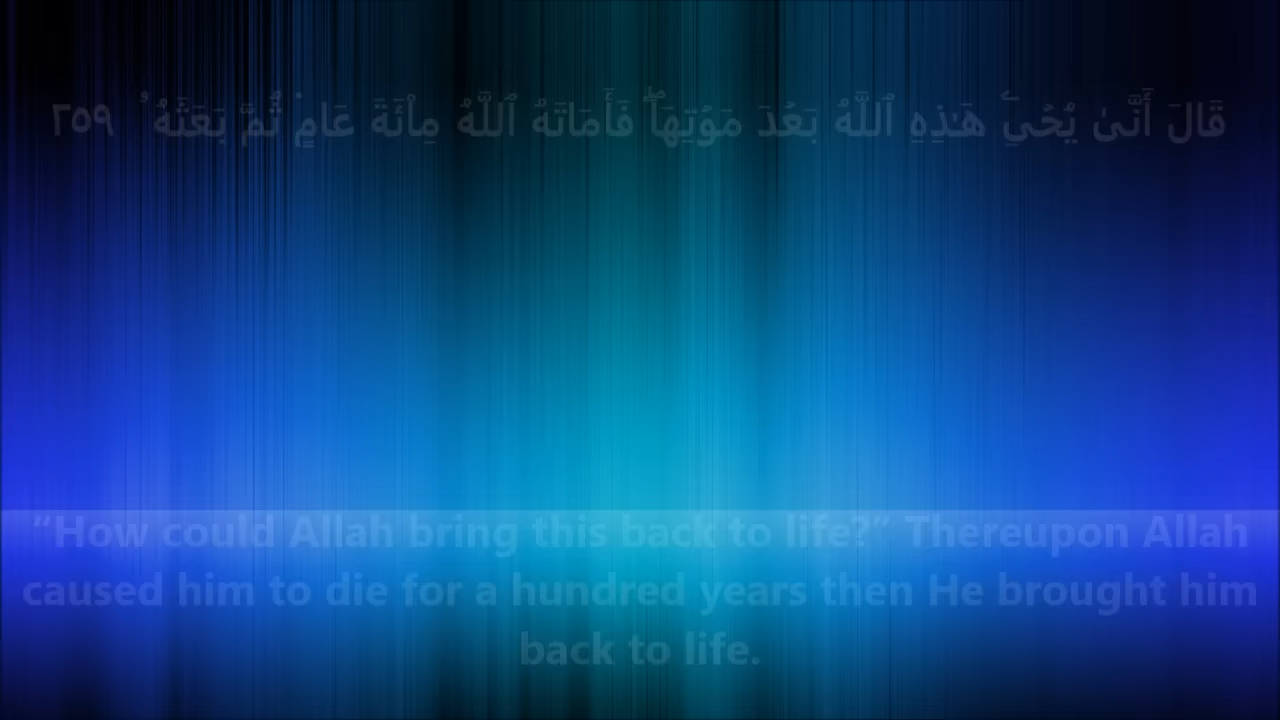 قَالَ أَنَّىٰ يُحْىِۦ هَـٰذِهِ ٱللَّهُ بَعْدَ مَوْتِهَا ۖ فَأَمَاتَهُ ٱللَّهُ مِا۟ئَةَ عَامٍ ثُمَّ بَعَثَهُۥ ٢٥٩
“How could Allah bring this back to life?” Thereupon Allah
caused him to die for a hundred years then He brought him
back to life.